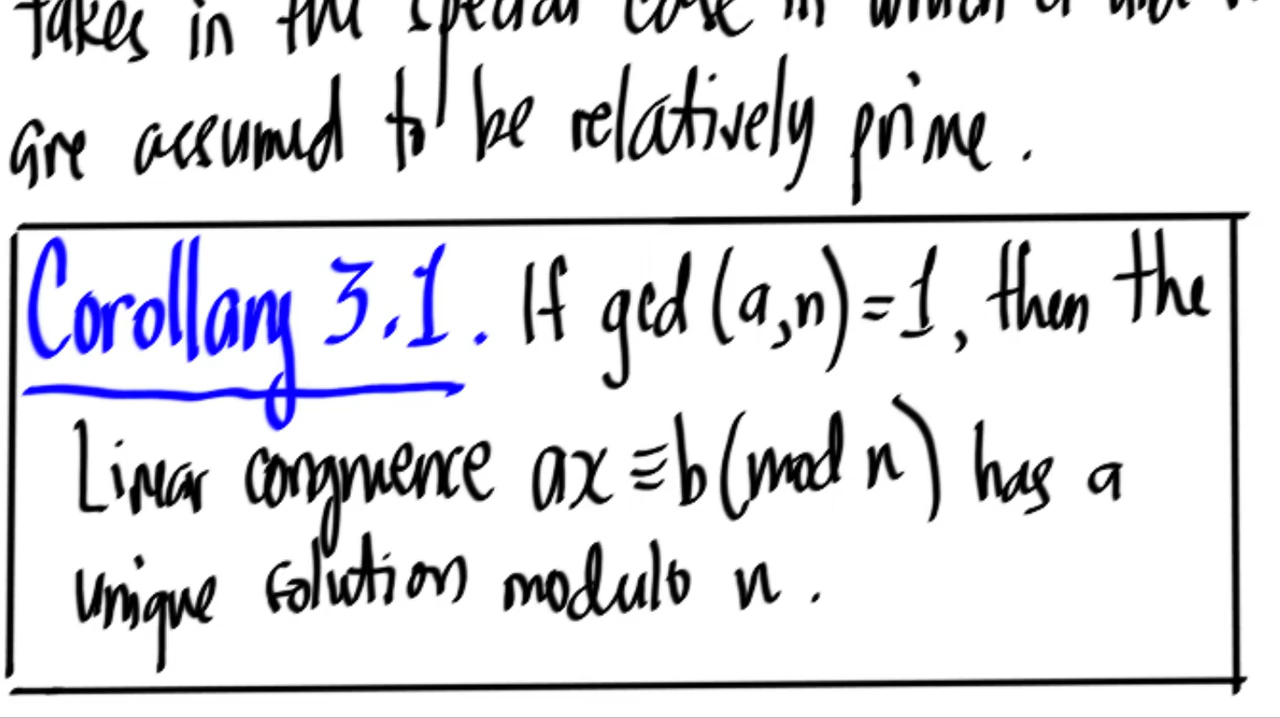 takes in the special case in which a and
are assumed to be relatively prime.
Corollary 3.1. If gcd (a,n)=1, then the
Linear congruence ax ≡ b (mod n) has a
unique solution modulo n.